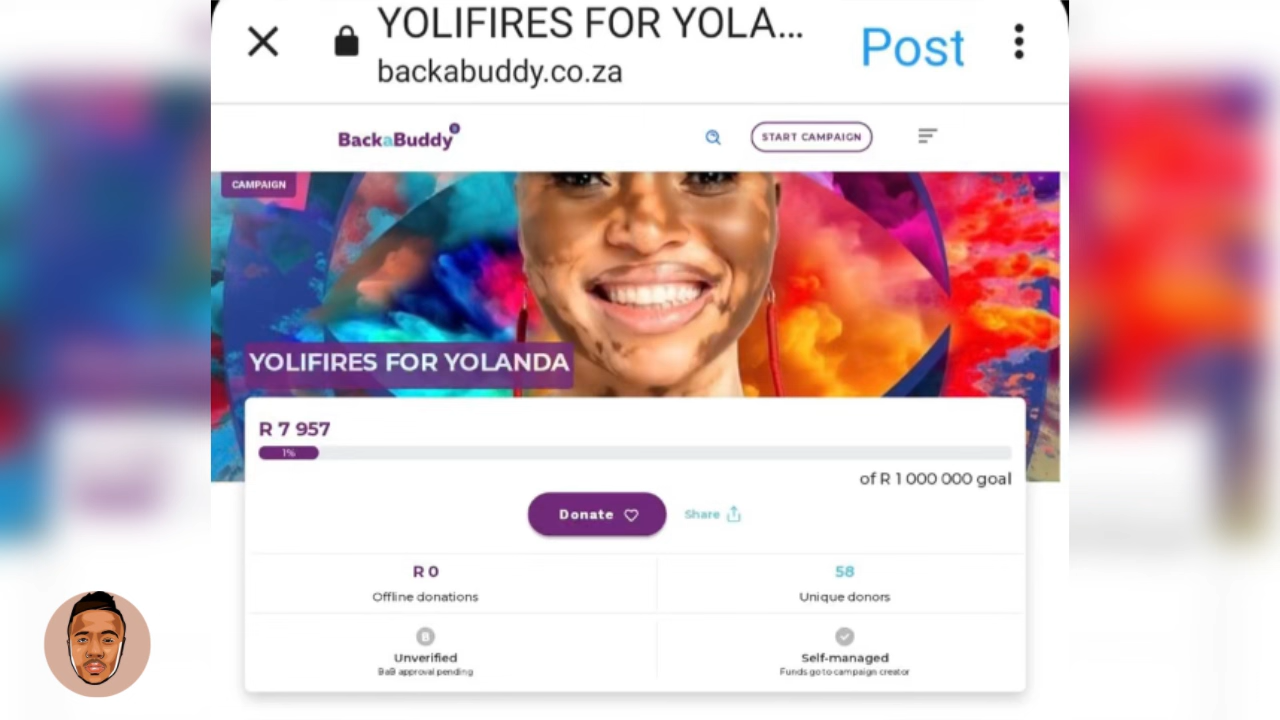 YOLIFIRES FOR YOLA...
backabuddy.co.za
Post
BackaBuddy
START CAMPAIGN
CAMPAIGN
YOLIFIRES FOR YOLANDA
R 7 957
1%
of R 1 000 000 goal
Donate
Share
R 0
Offline donations
58
Unique donors
B
Unverified
BaB approval pending
Self-managed
Funds go to campaign creator